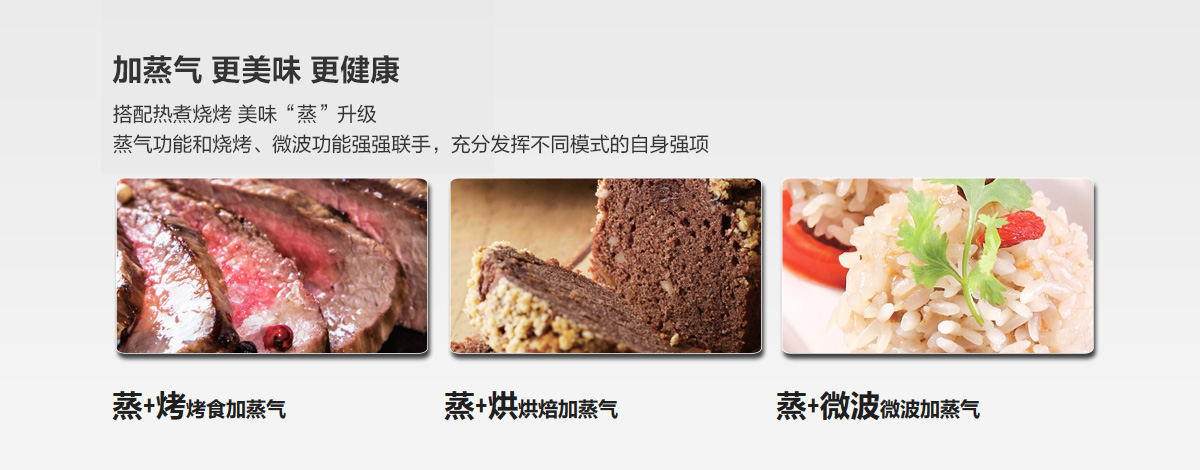 加蒸气 更美味 更健康
搭配热煮烧烤 美味“蒸”升级
蒸气功能和烧烤、微波功能强强联手，充分发挥不同模式的自身强项
蒸+烤烤食加蒸气
蒸+烘烘焙加蒸气
蒸+微波微波加蒸气